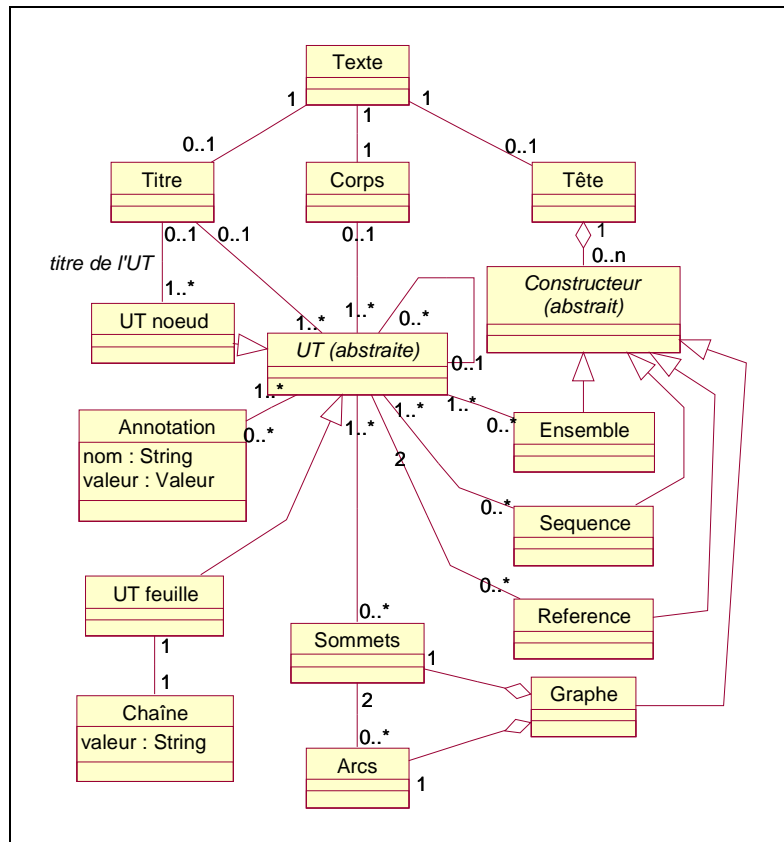 Texte
1
1
1
0..1
1
0..1
Titre
Corps
Tête
0..1
0..1
0..1
1
titre de l'UT
0..n
1..*
1..*
1..*
0..*
Constructeur
(abstrait)
UT noeud
UT (abstraite)
0..1
1..*
1..*
1..*
1..*
Annotation
nom : String
valeur : Valeur
0..*
0..*
Ensemble
2
0..*
Sequence
UT feuille
0..*
Reference
1
0..*
Sommets
1
1
2
Graphe
Chaîne
valeur : String
0..*
Arcs
1